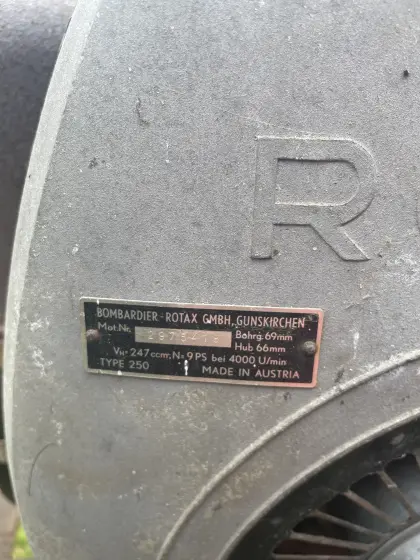 R
BOMBARDIER-ROTAX GMBH, GUNSKIRCHEN
Mot.Nr. Bohrg. 69mm
Hub 66mm
VH= 247 ccm, N= 9 PS bei 4000 U/min
TYPE 250 MADE IN AUSTRIA